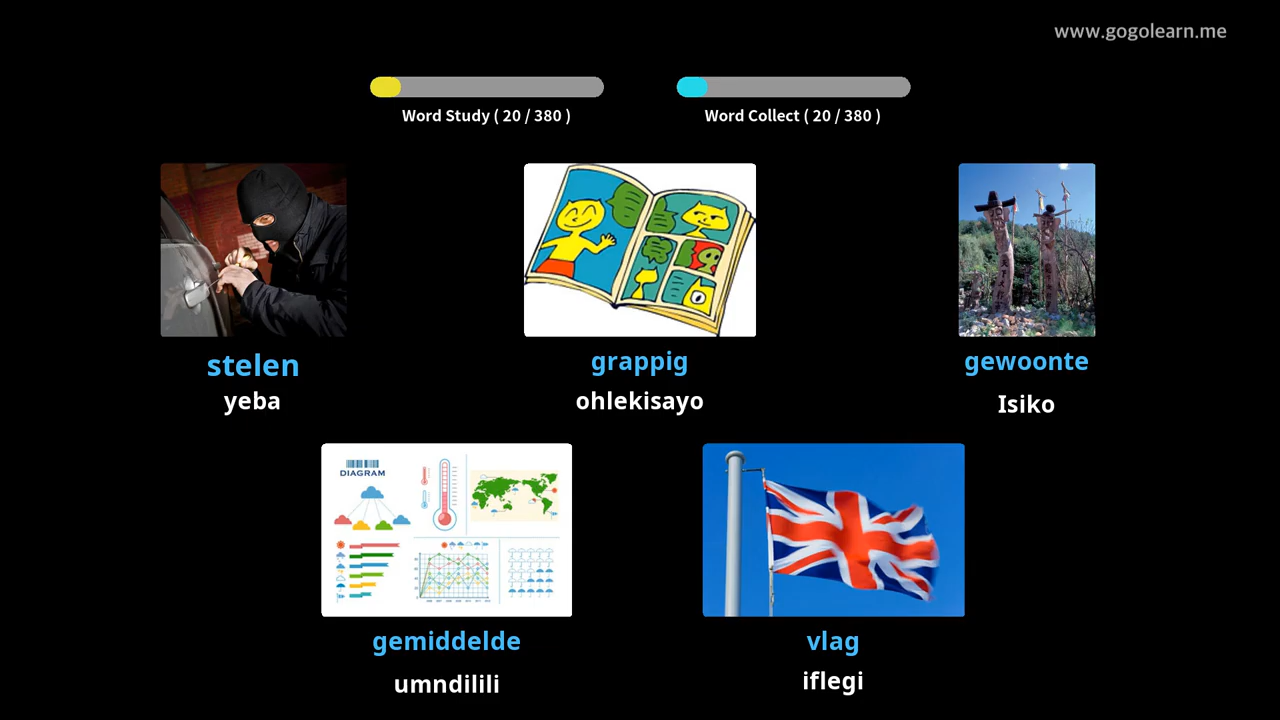 www.gogolearn.me
Word Study ( 20 / 380 )
Word Collect ( 20 / 380 )
stelen
yeba
grappig
ohlekisayo
gewoonte
Isiko
DIAGRAM
gemiddelde
umndilili
vlag
iflegi